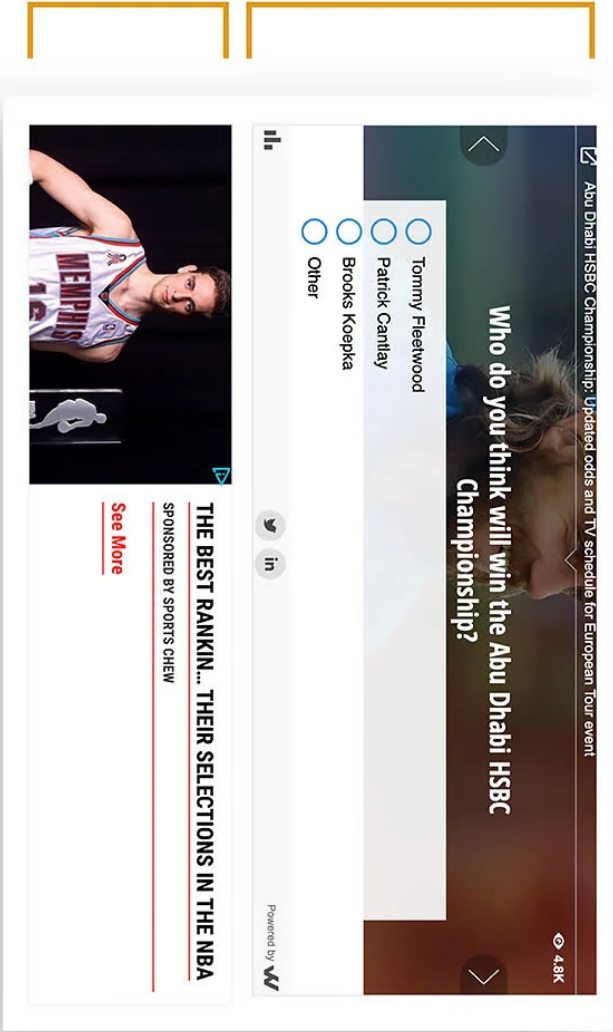 Abu Dhabi HSBC Championship: Updated odds and TV schedule for European Tour event
4.8K
Who do you think will win the Abu Dhabi HSBC
Championship?
Tommy Fleetwood
Patrick Cantlay
Brooks Koepka
Other
in
Powered by W
MEMPHIS
16
THE BEST RANKIN... THEIR SELECTIONS IN THE NBA
SPONSORED BY SPORTS CHEW
See More